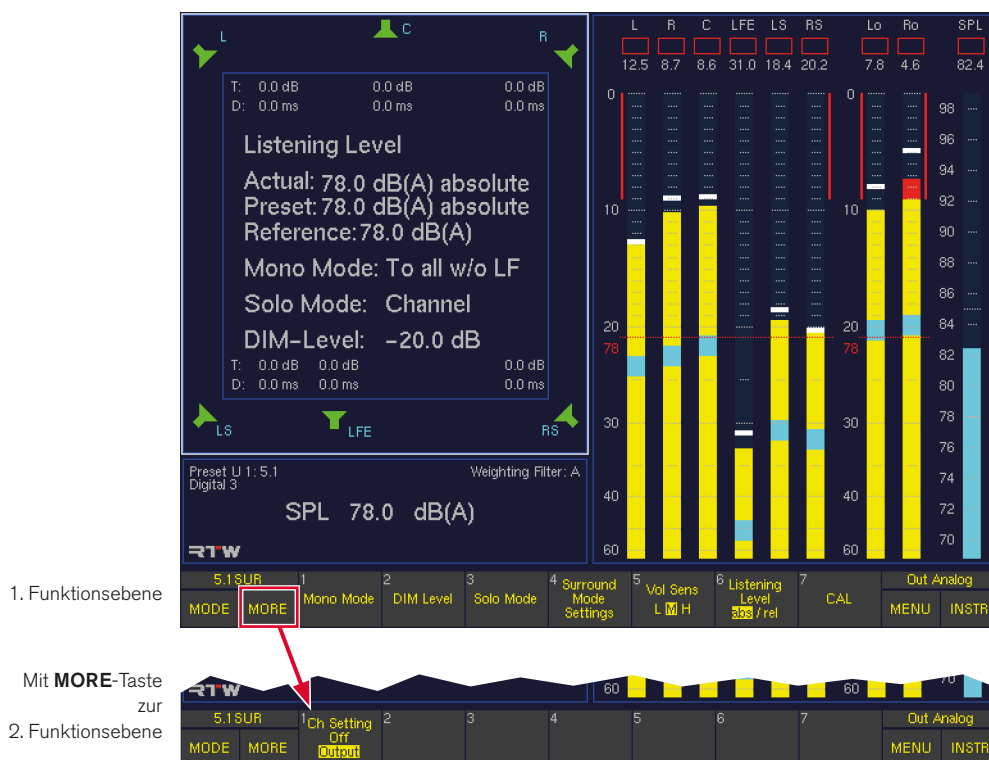 L C R
T: 0.0 dB 0.0 dB 0.0 dB
D: 0.0 ms 0.0 ms 0.0 ms
Listening Level
Actual: 78.0 dB(A) absolute
Preset: 78.0 dB(A) absolute
Reference: 78.0 dB(A)
Mono Mode: To all w/o LF
Solo Mode: Channel
DIM-Level: -20.0 dB
T: 0.0 dB 0.0 dB 0.0 dB
D: 0.0 ms 0.0 ms 0.0 ms
LS LFE RS
Preset U 1: 5.1 Weighting Filter: A
Digital 3
SPL 78.0 dB(A)
RTW
L R C LFE LS RS Lo Ro SPL
12.5 8.7 8.6 31.0 18.4 20.2 7.8 4.6 82.4
0 0
98
96
94
10 10 92
90
88
86
20 20 84
78 78
82
80
30 30 78
76
74
40 40
72
70
60 60
1. Funktionsebene
5.1SUR
MODE MORE
1 Mono Mode
2 DIM Level
3 Solo Mode
4 Surround
Mode
Settings
5 Vol Sens
L M H
6 Listening
Level
abs / rel
7 CAL
Out Analog
MENU INSTR
Mit MORE-Taste
zur
2. Funktionsebene
RTW
60 60 70
5.1SUR
MODE MORE
1 Ch Setting
Off
Output
2 3 4 5 6 7
Out Analog
MENU INSTR